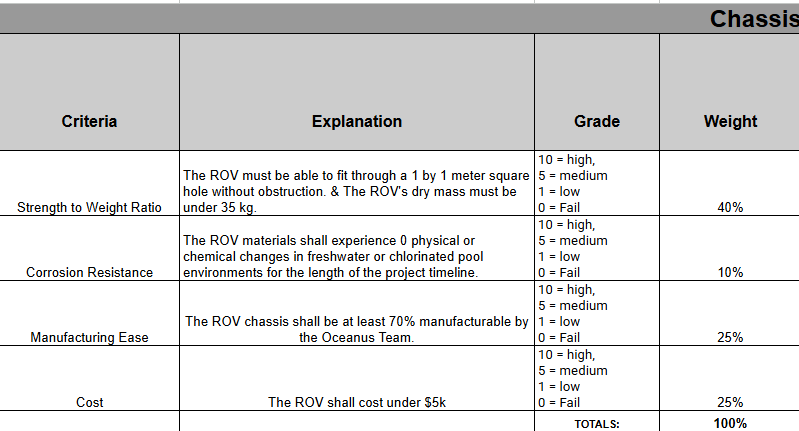 Chassis
Criteria
Explanation
Grade
Weight
Strength to Weight Ratio
The ROV must be able to fit through a 1 by 1 meter square
hole without obstruction. & The ROV's dry mass must be
under 35 kg.
10 = high,
5 = medium
1 = low
0 = Fail
40%
Corrosion Resistance
The ROV materials shall experience 0 physical or
chemical changes in freshwater or chlorinated pool
environments for the length of the project timeline.
10 = high,
5 = medium
1 = low
0 = Fail
10%
Manufacturing Ease
The ROV chassis shall be at least 70% manufacturable by
the Oceanus Team.
10 = high,
5 = medium
1 = low
0 = Fail
25%
Cost
The ROV shall cost under $5k
10 = high,
5 = medium
1 = low
0 = Fail
25%
TOTALS:
100%